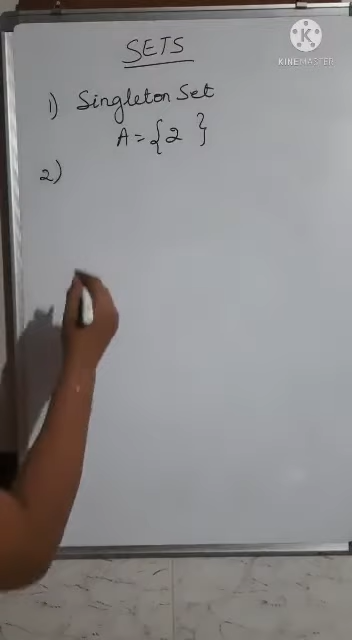 SETS
1) Singleton Set
A = { 2 }
2)
KINEMASTER